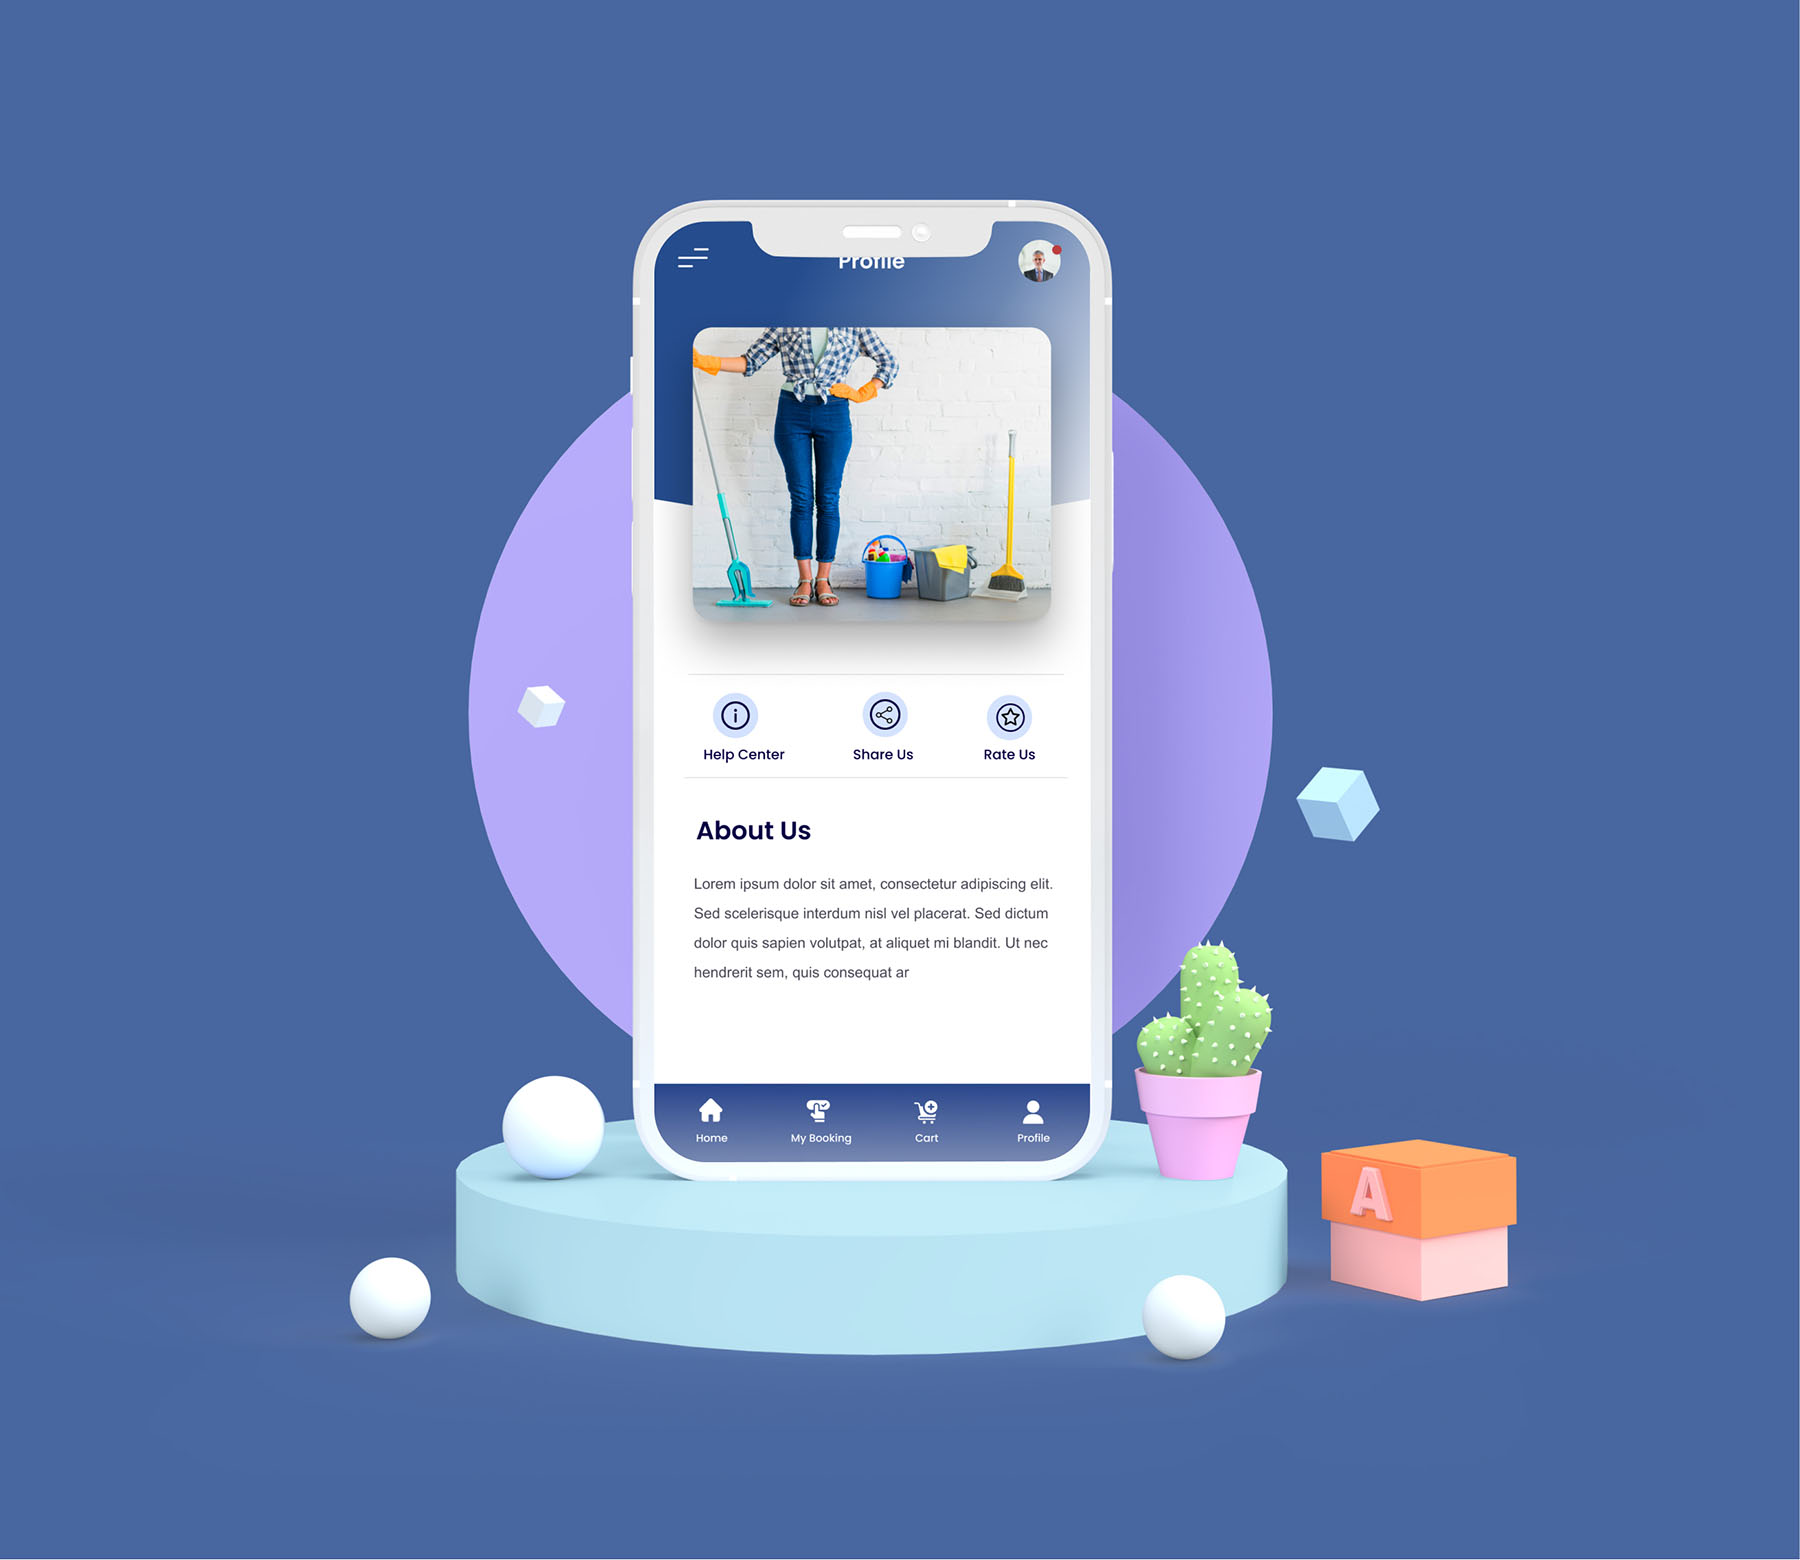 Profile
Help Center
Share Us
Rate Us
About Us
Lorem ipsum dolor sit amet, consectetur adipiscing elit.
Sed scelerisque interdum nisl vel placerat. Sed dictum
dolor quis sapien volutpat, at aliquet mi blandit. Ut nec
hendrerit sem, quis consequat ar
Home
My Booking
Cart
Profile
A